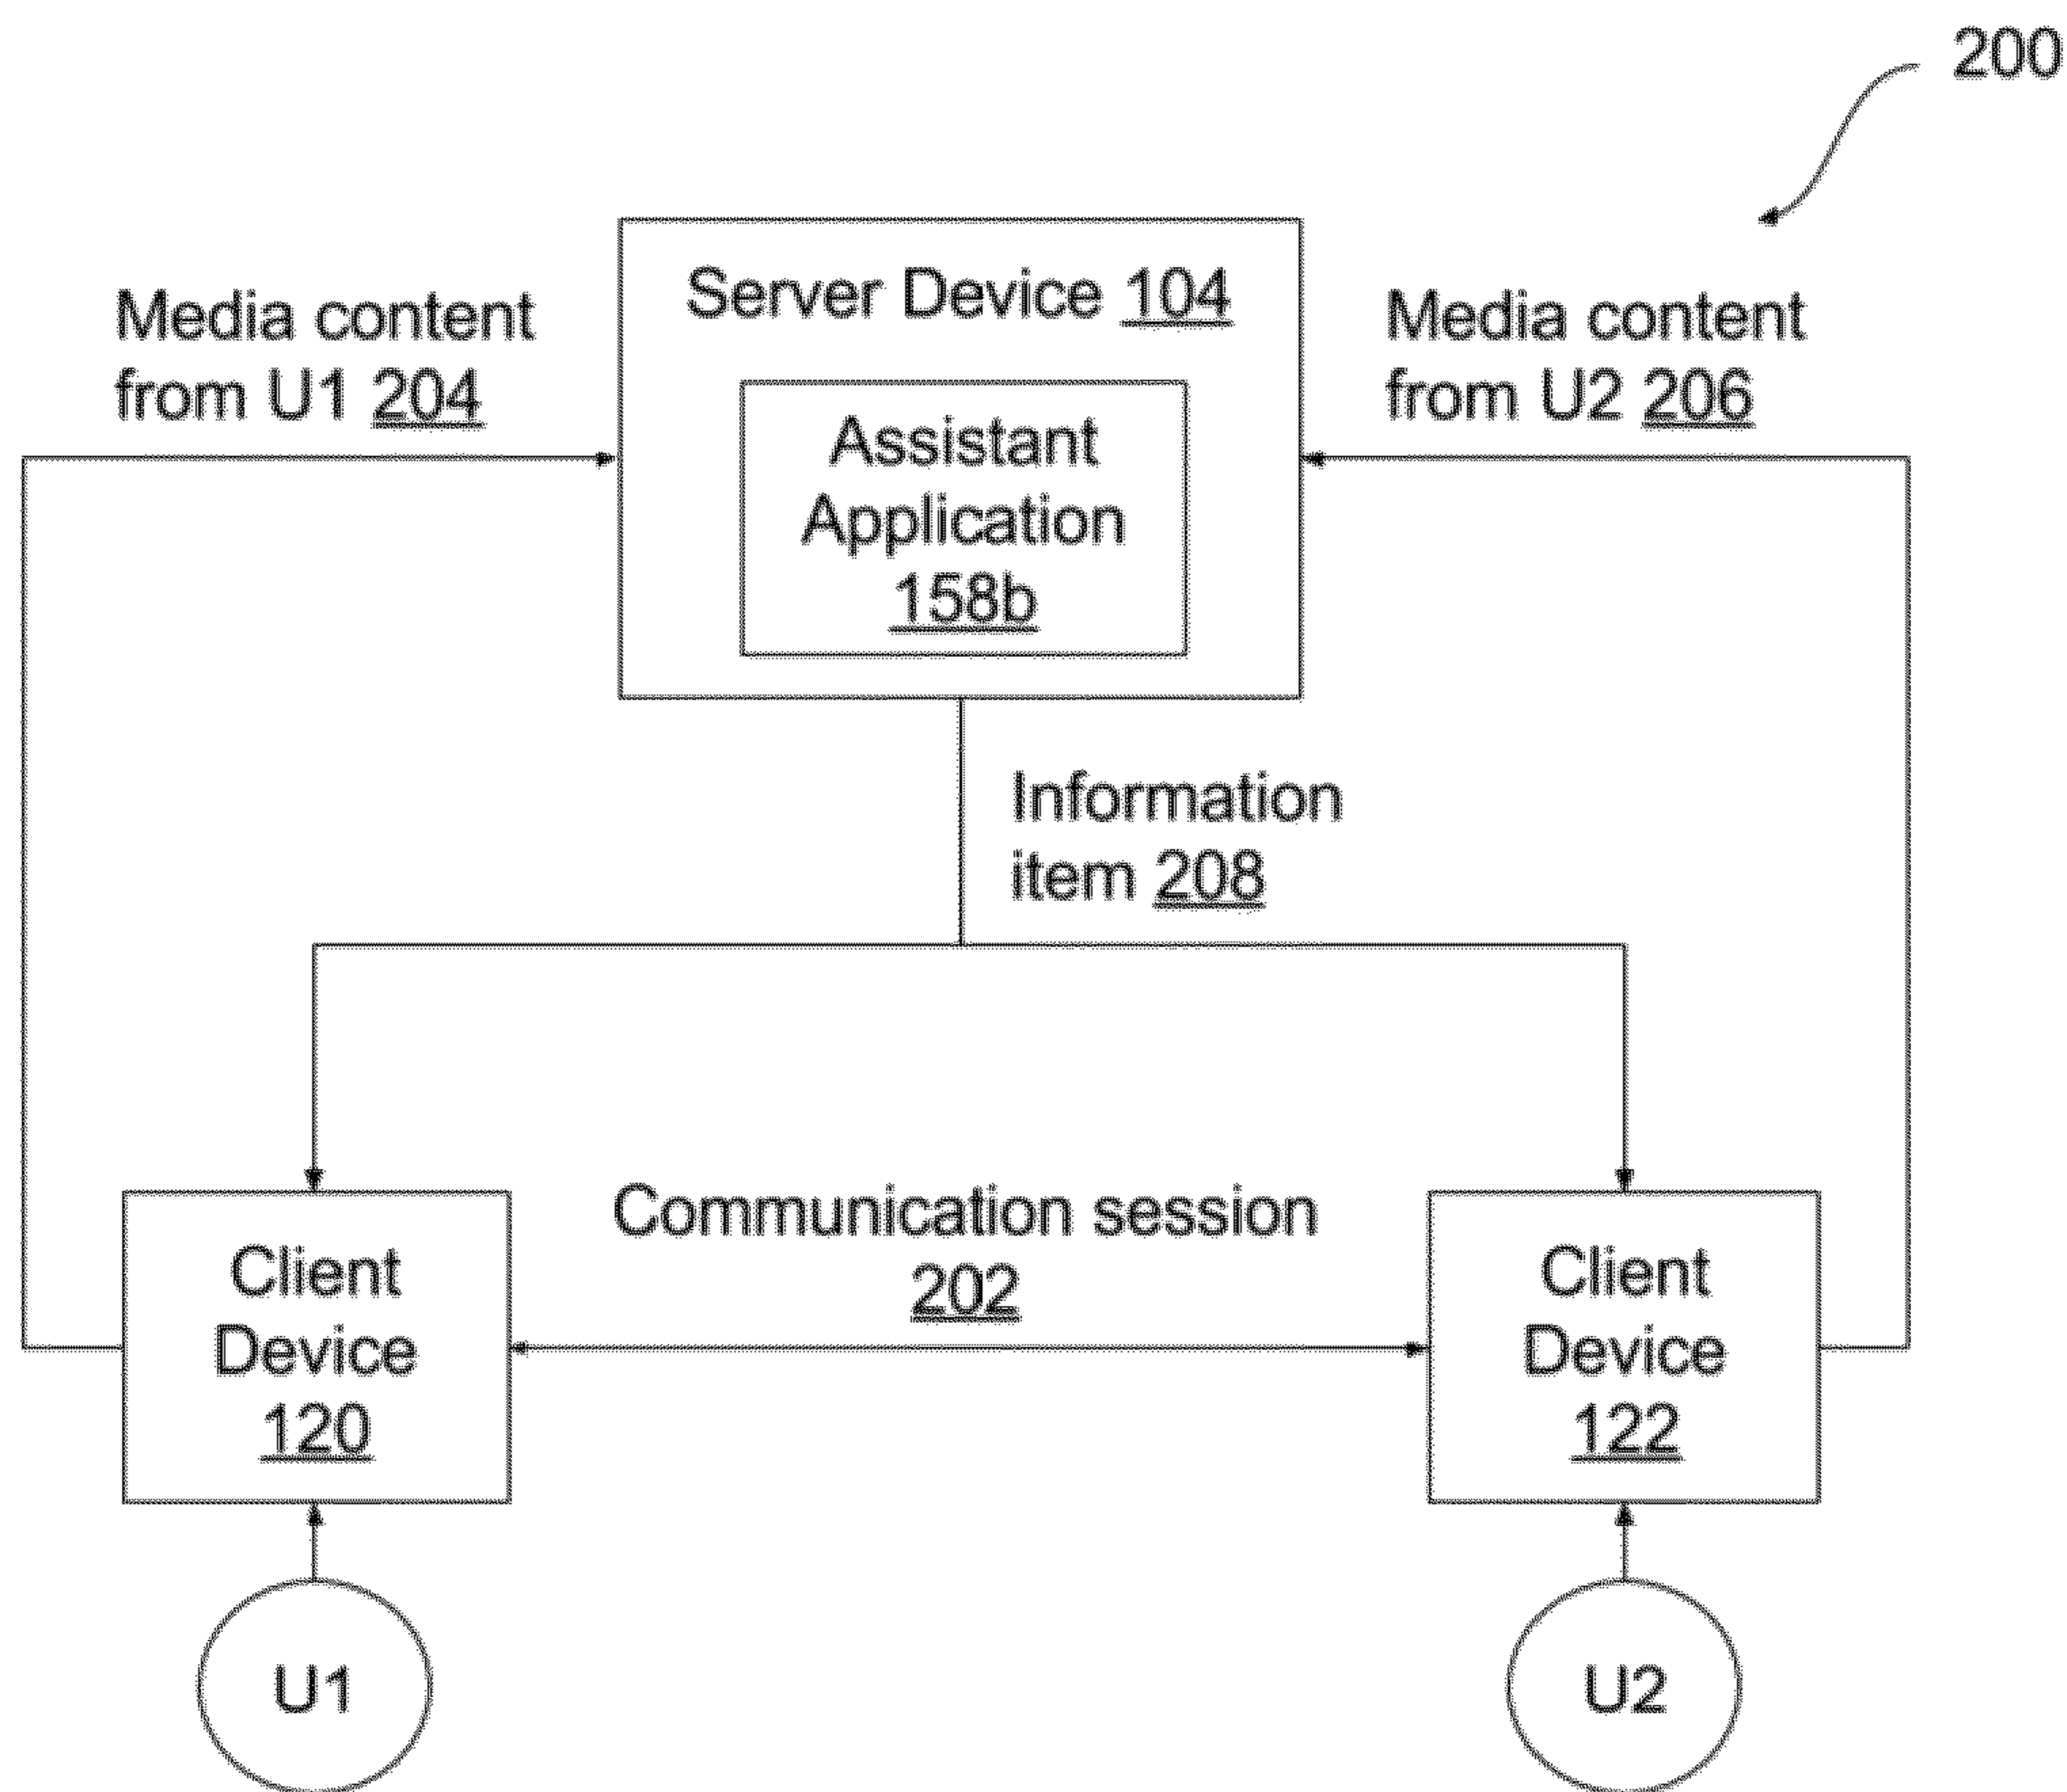 200
Server Device 104
Media content
from U1 204
Media content
from U2 206
Assistant
Application
158b
Information
item 208
Communication session
202
Client
Device
120
Client
Device
122
U1
U2